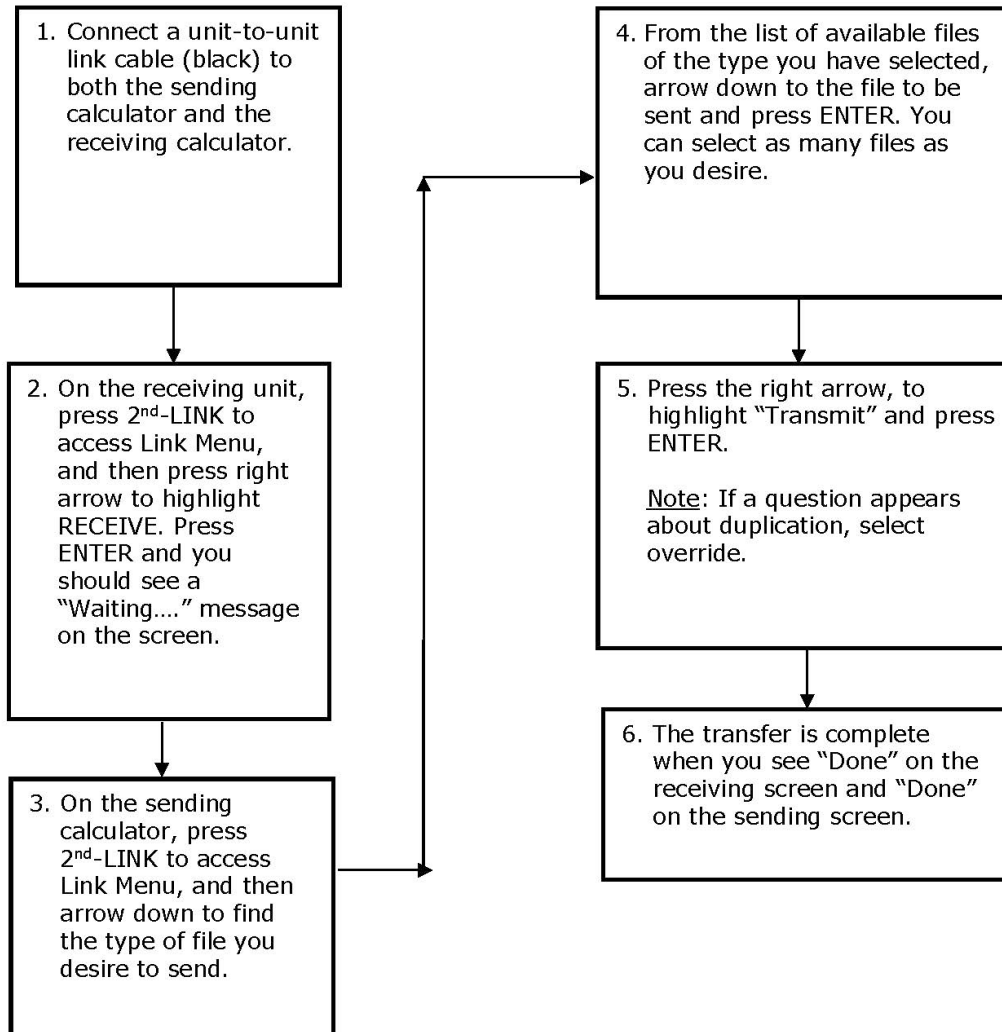 1. Connect a unit-to-unit
link cable (black) to
both the sending
calculator and the
receiving calculator.
2. On the receiving unit,
press 2nd-LINK to
access Link Menu,
and then press right
arrow to highlight
RECEIVE. Press
ENTER and you
should see a
“Waiting....” message
on the screen.
3. On the sending
calculator, press
2nd-LINK to access
Link Menu, and then
arrow down to find
the type of file you
desire to send.
4. From the list of available files
of the type you have selected,
arrow down to the file to be
sent and press ENTER. You
can select as many files as
you desire.
5. Press the right arrow, to
highlight “Transmit” and press
ENTER.
Note: If a question appears
about duplication, select
override.
6. The transfer is complete
when you see “Done” on the
receiving screen and “Done”
on the sending screen.